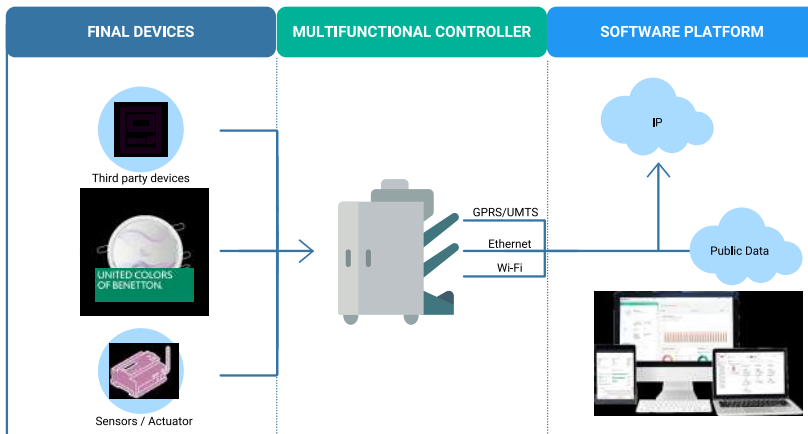 FINAL DEVICES
MULTIFUNCTIONAL CONTROLLER
SOFTWARE PLATFORM
Third party devices
UNITED COLORS
OF BENETTON.
Sensors / Actuator
GPRS/UMTS
Ethernet
Wi-Fi
IP
Public Data